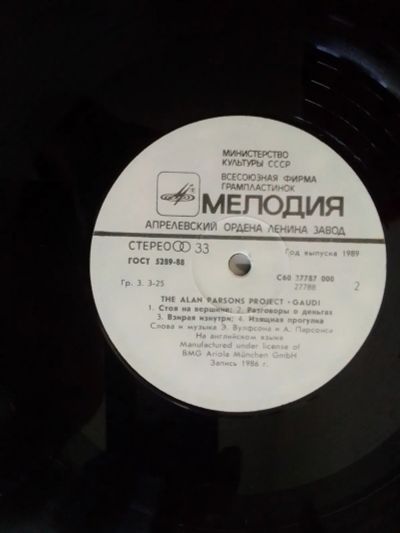 МИНИСТЕРСТВО
КУЛЬТУРЫ СССР
ВСЕСОЮЗНАЯ ФИРМА
ГРАМПЛАСТИНОК
МЕЛОДИЯ
АПРЕЛЕВСКИЙ ОРДЕНА ЛЕНИНА ЗАВОД
СТЕРЕО 33
Год выпуска 1989
ГОСТ 5289-88
С60 27787 000
27788
2
Гр. 3. 3-25
THE ALAN PARSONS PROJECT - GAUDI
1. Стоя на вершине; 2. Разговоры о деньгах
3. Взирая изнутри; 4. Изящная прогулка
Слова и музыка Э. Вулфсона и А. Парсонса
На английском языке
Manufactured under license of
BMG Ariola München GmbH
Запись 1986 г.